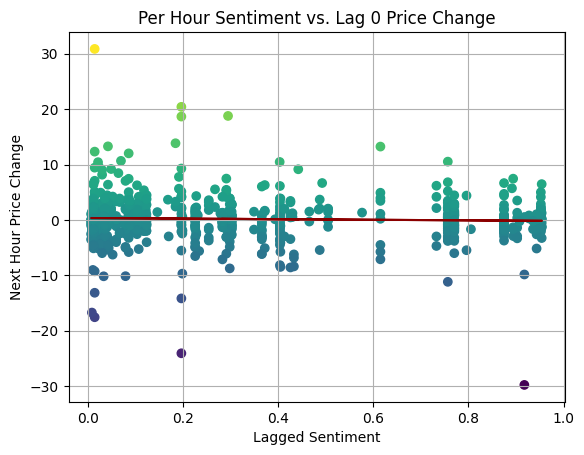 Per Hour Sentiment vs. Lag 0 Price Change
Next Hour Price Change
30
20
10
0
−10
−20
−30
0.0 0.2 0.4 0.6 0.8 1.0
Lagged Sentiment